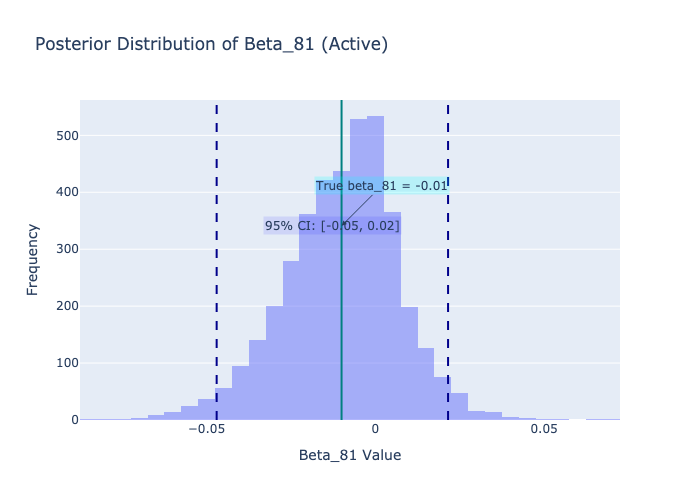 Posterior Distribution of Beta_81 (Active)
500
True beta_81 = -0.01
400
95% CI: [-0.05, 0.02]
300
200
100
0
−0.05
0
0.05
Frequency
Beta_81 Value